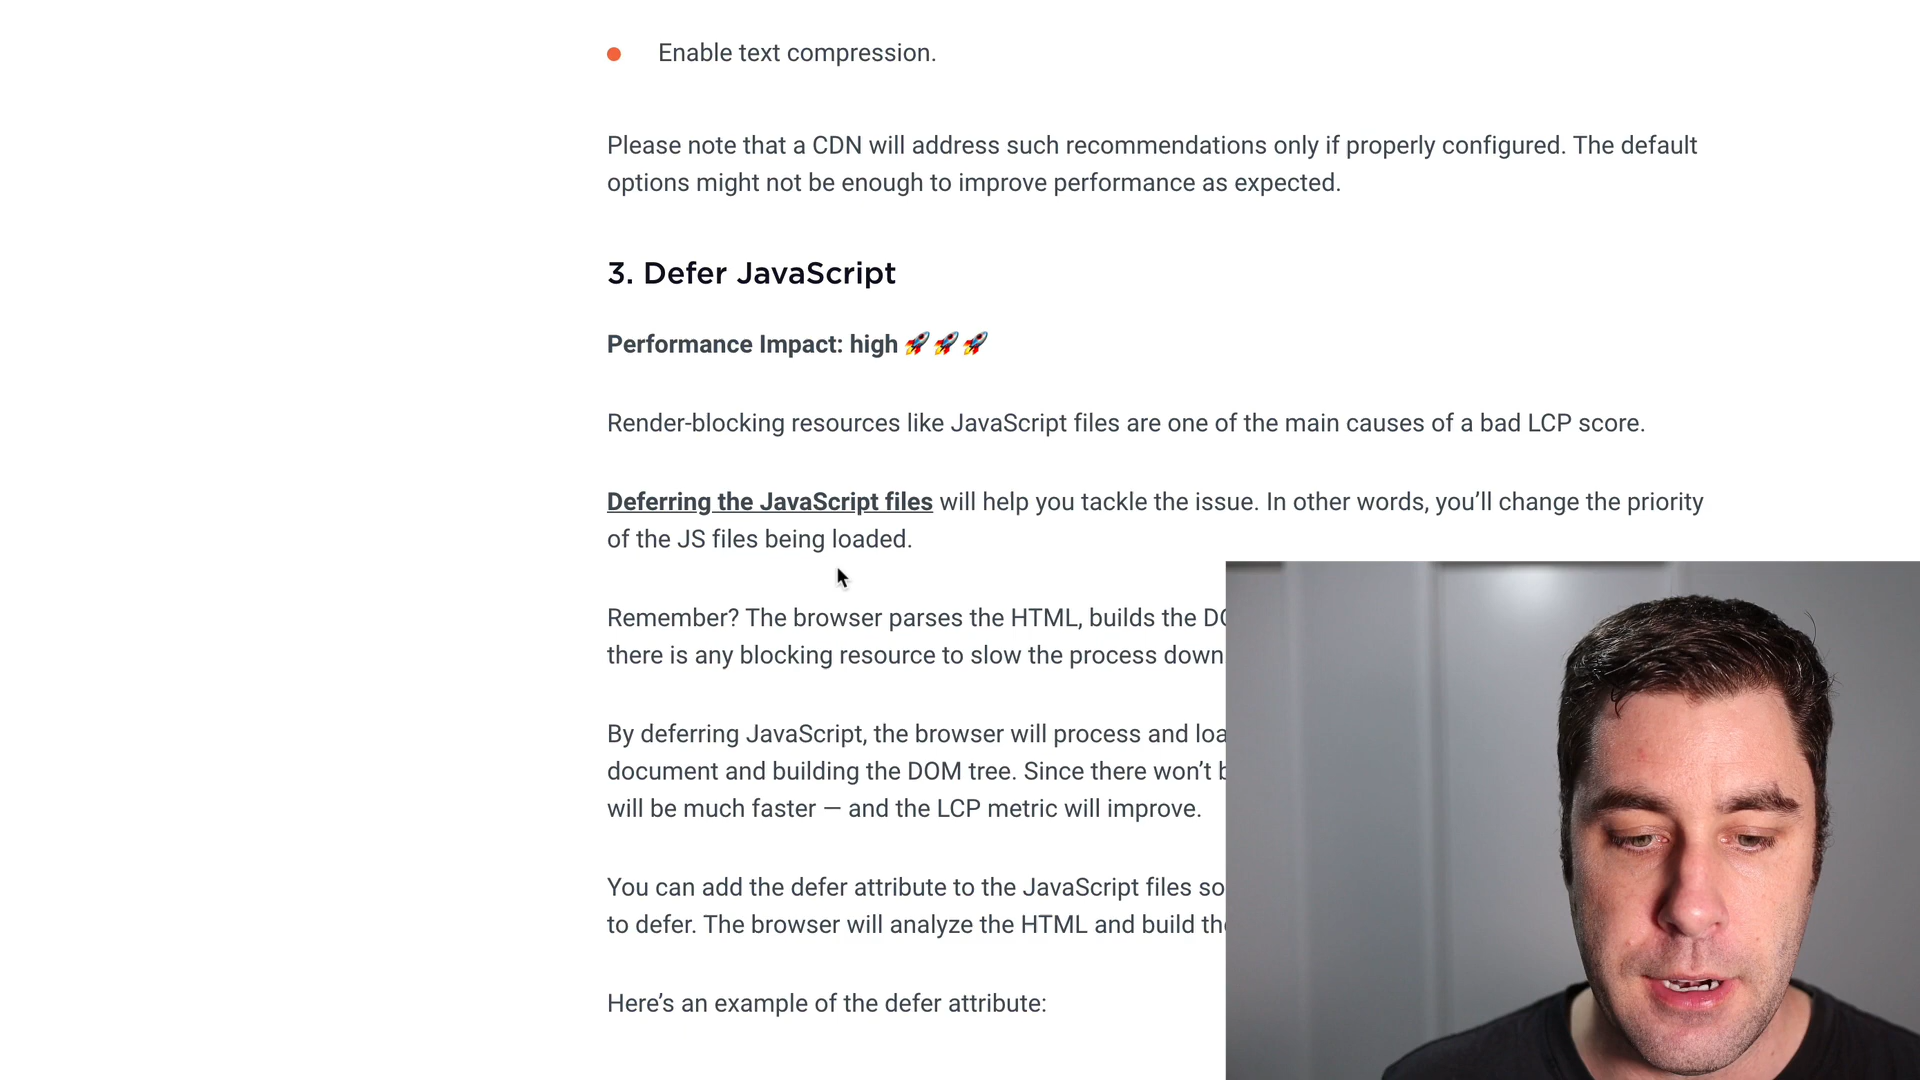 Enable text compression.
Please note that a CDN will address such recommendations only if properly configured. The default
options might not be enough to improve performance as expected.
3. Defer JavaScript
Performance Impact: high 🚀🚀🚀
Render-blocking resources like JavaScript files are one of the main causes of a bad LCP score.
Deferring the JavaScript files will help you tackle the issue. In other words, you’ll change the priority
of the JS files being loaded.
Remember? The browser parses the HTML, builds the
there is any blocking resource to slow the process down
By deferring JavaScript, the browser will process and
document and building the DOM tree. Since there won’t
will be much faster — and the LCP metric will improve.
You can add the defer attribute to the JavaScript files so
to defer. The browser will analyze the HTML and build
Here’s an example of the defer attribute: